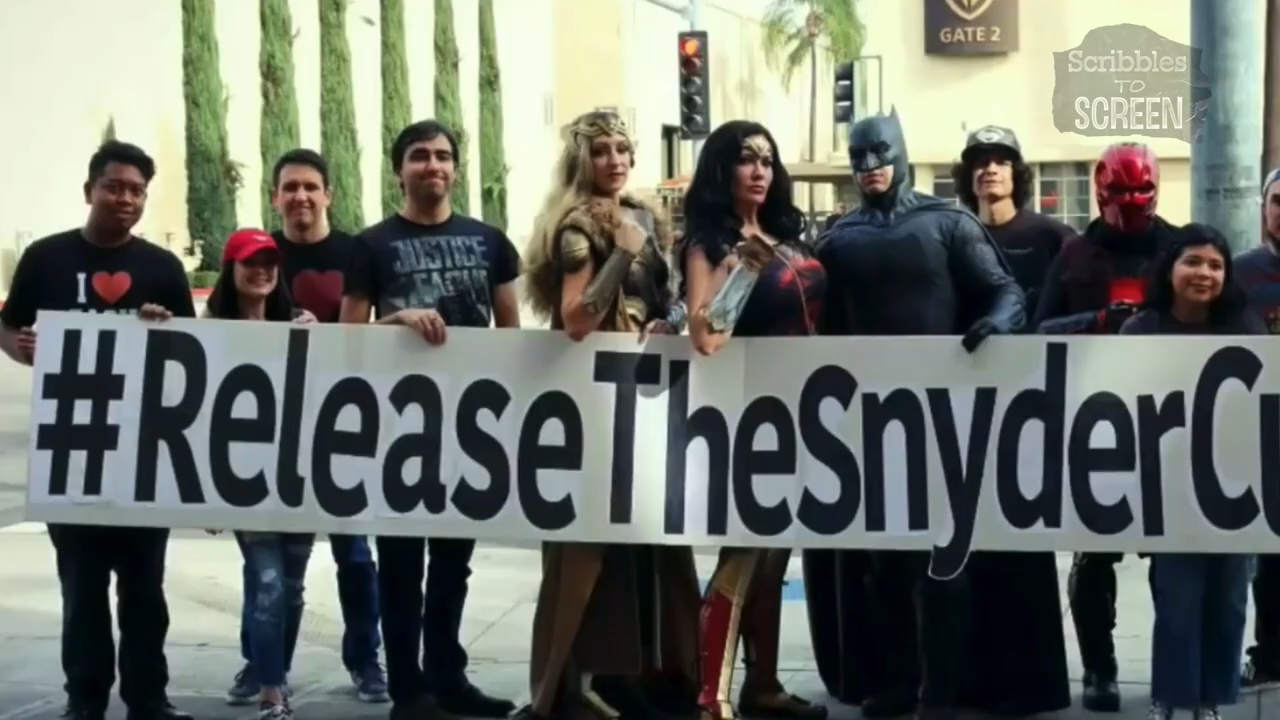 GATE 2
Scribbles
TO
SCREEN
I ❤
JUSTICE
LEAGUE
#ReleaseTheSnyderCu